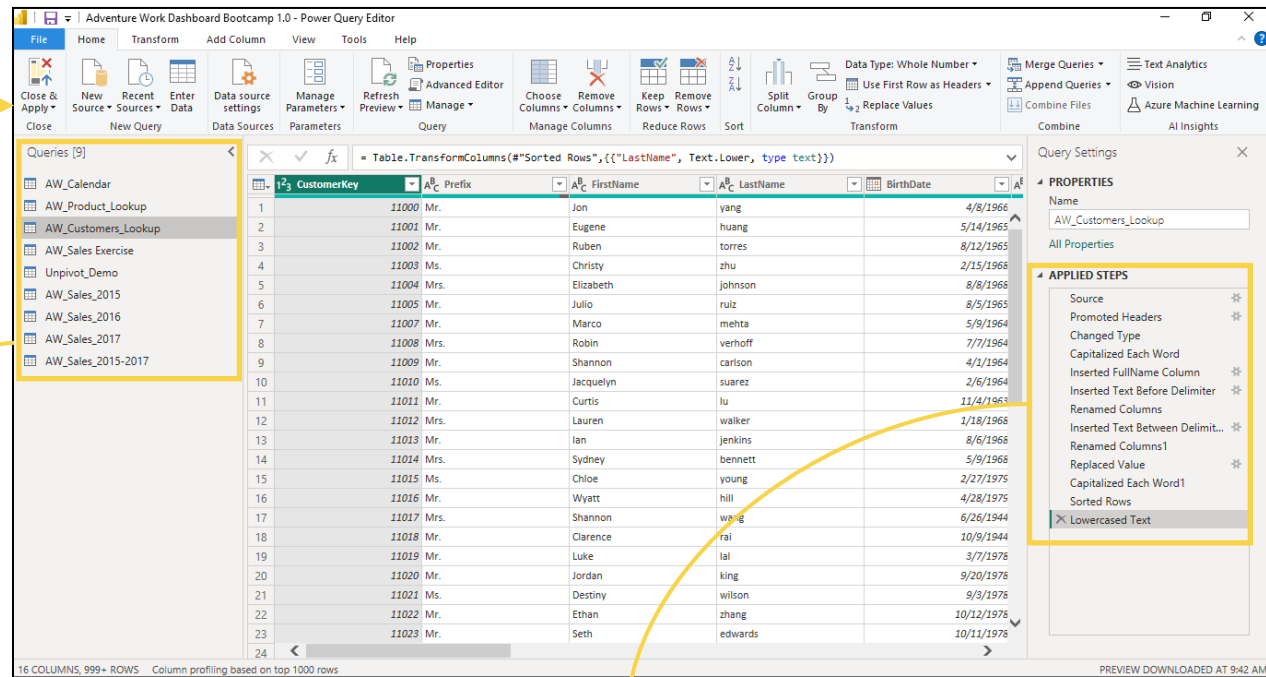 Adventure Work Dashboard Bootcamp 1.0 - Power Query Editor
File Home Transform Add Column View Tools Help
Close & Apply
Close
New Source
Recent Sources
Enter Data
New Query
Data source settings
Data Sources
Manage Parameters
Parameters
Refresh Preview
Properties
Advanced Editor
Manage
Query
Choose Columns
Remove Columns
Manage Columns
Keep Rows
Remove Rows
Reduce Rows
Sort
Split Column
Group By
Data Type: Whole Number
Use First Row as Headers
Replace Values
Transform
Merge Queries
Append Queries
Combine Files
Combine
Text Analytics
Vision
Azure Machine Learning
AI Insights
Queries [9]
AW_Calendar
AW_Product_Lookup
AW_Customers_Lookup
AW_Sales Exercise
Unpivot_Demo
AW_Sales_2015
AW_Sales_2016
AW_Sales_2017
AW_Sales_2015-2017
fx = Table.TransformColumns(#"Sorted Rows",{{"LastName", Text.Lower, type text}})
CustomerKey Prefix FirstName LastName BirthDate
1 11000 Mr. Jon yang 4/8/1966
2 11001 Mr. Eugene huang 5/14/1965
3 11002 Mr. Ruben torres 8/12/1965
4 11003 Ms. Christy zhu 2/15/1968
5 11004 Mrs. Elizabeth johnson 8/8/1968
6 11005 Mr. Julio ruiz 8/5/1965
7 11007 Mr. Marco mehta 5/9/1964
8 11008 Mrs. Robin verhoff 7/7/1964
9 11009 Mr. Shannon carlson 4/1/1964
10 11010 Ms. Jacquelyn suarez 2/6/1964
11 11011 Mr. Curtis lu 11/4/1963
12 11012 Mrs. Lauren walker 1/18/1968
13 11013 Mr. Ian jenkins 8/6/1968
14 11014 Mrs. Sydney bennett 5/9/1968
15 11015 Ms. Chloe young 2/27/1979
16 11016 Mr. Wyatt hill 4/28/1979
17 11017 Mrs. Shannon wang 6/26/1944
18 11018 Mr. Clarence rai 10/9/1944
19 11019 Mr. Luke lal 3/7/1978
20 11020 Mr. Jordan king 9/20/1978
21 11021 Ms. Destiny wilson 9/3/1978
22 11022 Mr. Ethan zhang 10/12/1978
23 11023 Mr. Seth edwards 10/11/1978
24
Query Settings
PROPERTIES
Name
AW_Customers_Lookup
All Properties
APPLIED STEPS
Source
Promoted Headers
Changed Type
Capitalized Each Word
Inserted FullName Column
Inserted Text Before Delimiter
Renamed Columns
Inserted Text Between Delimit...
Renamed Columns1
Replaced Value
Capitalized Each Word1
Sorted Rows
Lowercased Text
16 COLUMNS, 999+ ROWS Column profiling based on top 1000 rows
PREVIEW DOWNLOADED AT 9:42 AM